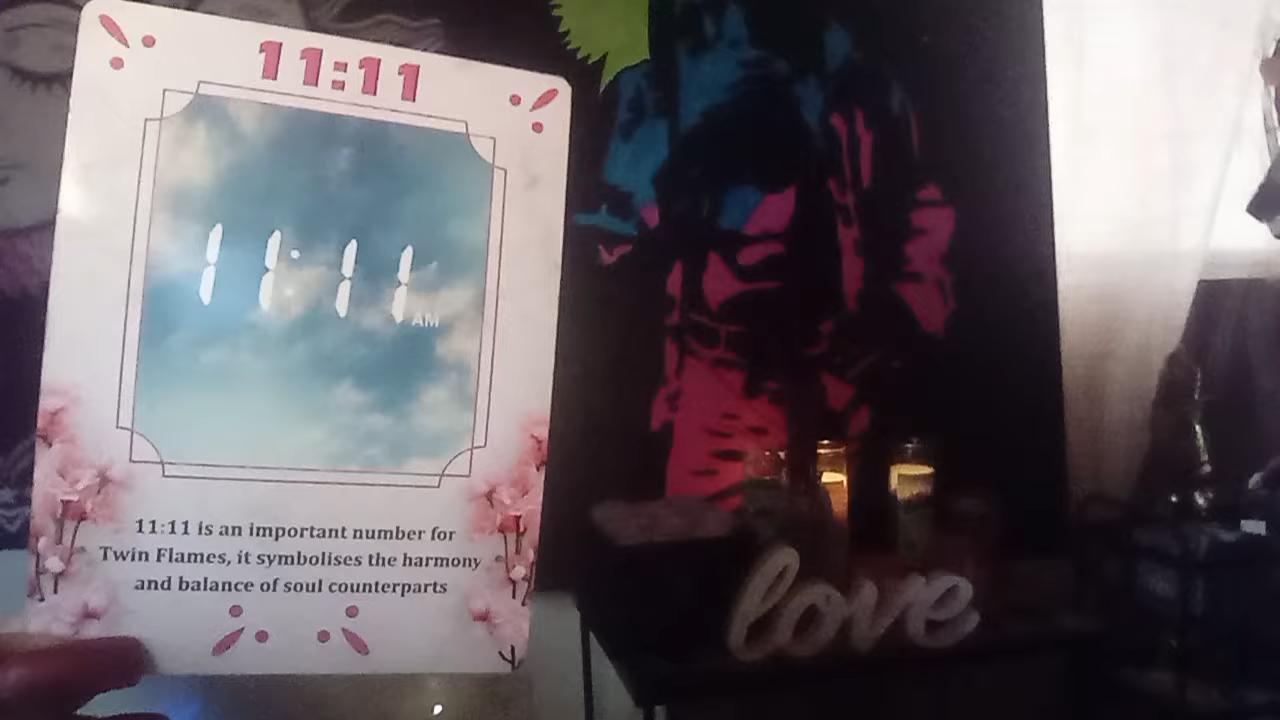 11:11
11:11 AM
11:11 is an important number for
Twin Flames, it symbolises the harmony
and balance of soul counterparts
love